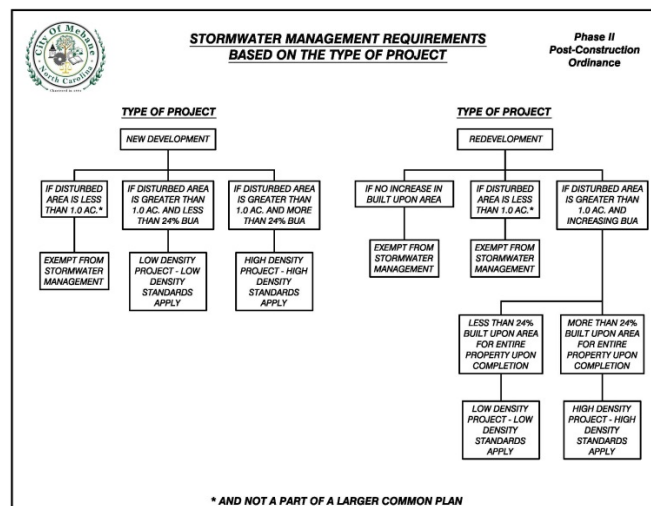 City Of Mebane
North Carolina
STORMWATER MANAGEMENT REQUIREMENTS
BASED ON THE TYPE OF PROJECT
Phase II
Post-Construction
Ordinance
TYPE OF PROJECT
NEW DEVELOPMENT
IF DISTURBED
AREA IS LESS
THAN 1.0 AC.*
IF DISTURBED AREA
IS GREATER THAN
1.0 AC. AND LESS
THAN 24% BUA
IF DISTURBED AREA
IS GREATER THAN
1.0 AC. AND MORE
THAN 24% BUA
EXEMPT FROM
STORMWATER
MANAGEMENT
LOW DENSITY
PROJECT - LOW
DENSITY
STANDARDS
APPLY
HIGH DENSITY
PROJECT - HIGH
DENSITY
STANDARDS
APPLY
TYPE OF PROJECT
REDEVELOPMENT
IF NO INCREASE IN
BUILT UPON AREA
IF DISTURBED
AREA IS LESS
THAN 1.0 AC.*
IF DISTURBED AREA
IS GREATER THAN
1.0 AC. AND
INCREASING BUA
EXEMPT FROM
STORMWATER
MANAGEMENT
EXEMPT FROM
STORMWATER
MANAGEMENT
LESS THAN 24%
BUILT UPON AREA
FOR ENTIRE
PROPERTY UPON
COMPLETION
MORE THAN 24%
BUILT UPON AREA
FOR ENTIRE
PROPERTY UPON
COMPLETION
LOW DENSITY
PROJECT - LOW
DENSITY
STANDARDS
APPLY
HIGH DENSITY
PROJECT - HIGH
DENSITY
STANDARDS
APPLY
* AND NOT A PART OF A LARGER COMMON PLAN